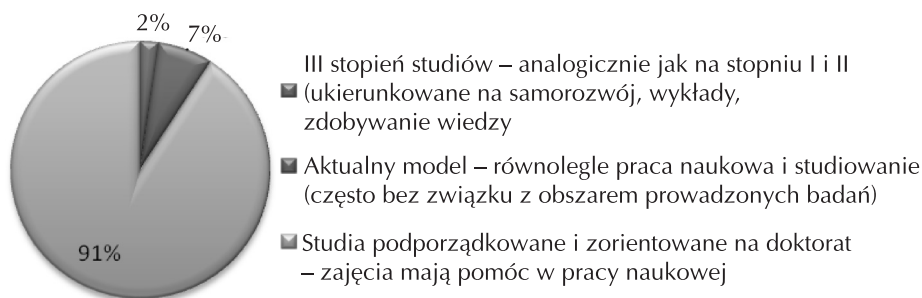 2%
7%
III stopień studiów – analogicznie jak na stopniu I i II
(ukierunkowane na samorozwój, wykłady,
zdobywanie wiedzy
Aktualny model – równolegle praca naukowa i studiowanie
(często bez związku z obszarem prowadzonych badań)
Studia podporządkowane i zorientowane na doktorat
– zajęcia mają pomóc w pracy naukowej
91%